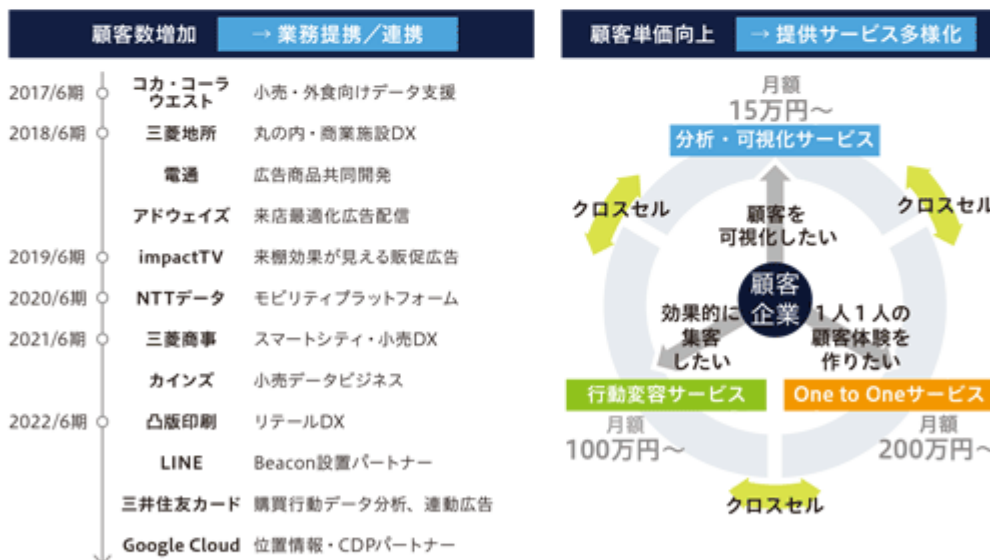 顧客数増加 → 業務提携／連携
2017/6期 コカ・コーラ
ウエスト 小売・外食向けデータ支援
2018/6期 三菱地所 丸の内・商業施設DX
電通 広告商品共同開発
アドウェイズ 来店最適化広告配信
2019/6期 impactTV 来棚効果が見える販促広告
2020/6期 NTTデータ モビリティプラットフォーム
2021/6期 三菱商事 スマートシティ・小売DX
カインズ 小売データビジネス
2022/6期 凸版印刷 リテールDX
LINE Beacon設置パートナー
三井住友カード 購買行動データ分析、連動広告
Google Cloud 位置情報・CDPパートナー
顧客単価向上 → 提供サービス多様化
月額
15万円～
分析・可視化サービス
クロスセル
クロスセル
顧客を
可視化したい
顧客
企業
効果的に
集客
したい
1人1人の
顧客体験を
作りたい
行動変容サービス
月額
100万円～
One to Oneサービス
月額
200万円～
クロスセル